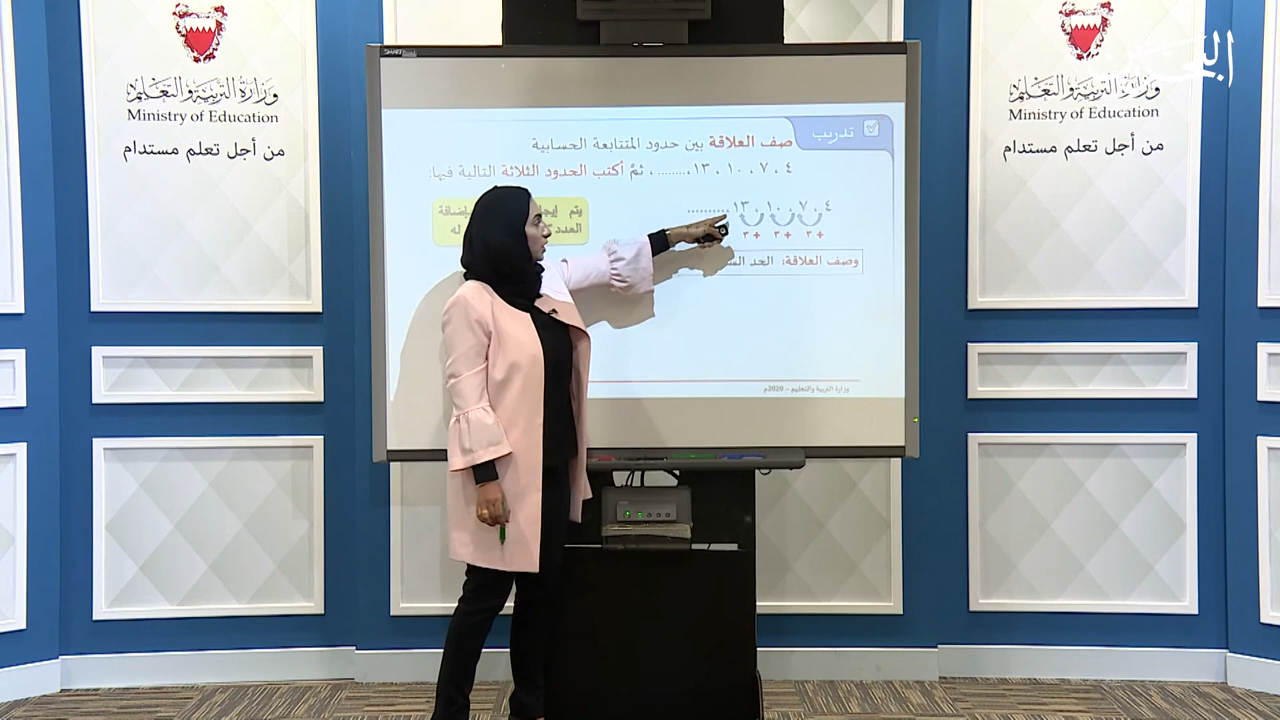 وزارة التربية والتعليم
Ministry of Education
من أجل تعلم مستدام
SMART
تدريب
صف العلاقة بين حدود المتتابعة الحسابية
٤ ، ٧ ، ١٠ ، ١٣ ،........ ، ثمَّ أكتب الحدود الثلاثة التالية فيها:
٤ ، ٧ ، ١٠ ، ١٣ ..........
+ ٣ + ٣ + ٣
يتم
العدد
له
وصف العلاقة: الحد
وزارة التربية والتعليم – 2020م
وزارة التربية والتعليم
Ministry of Education
من أجل تعلم مستدام